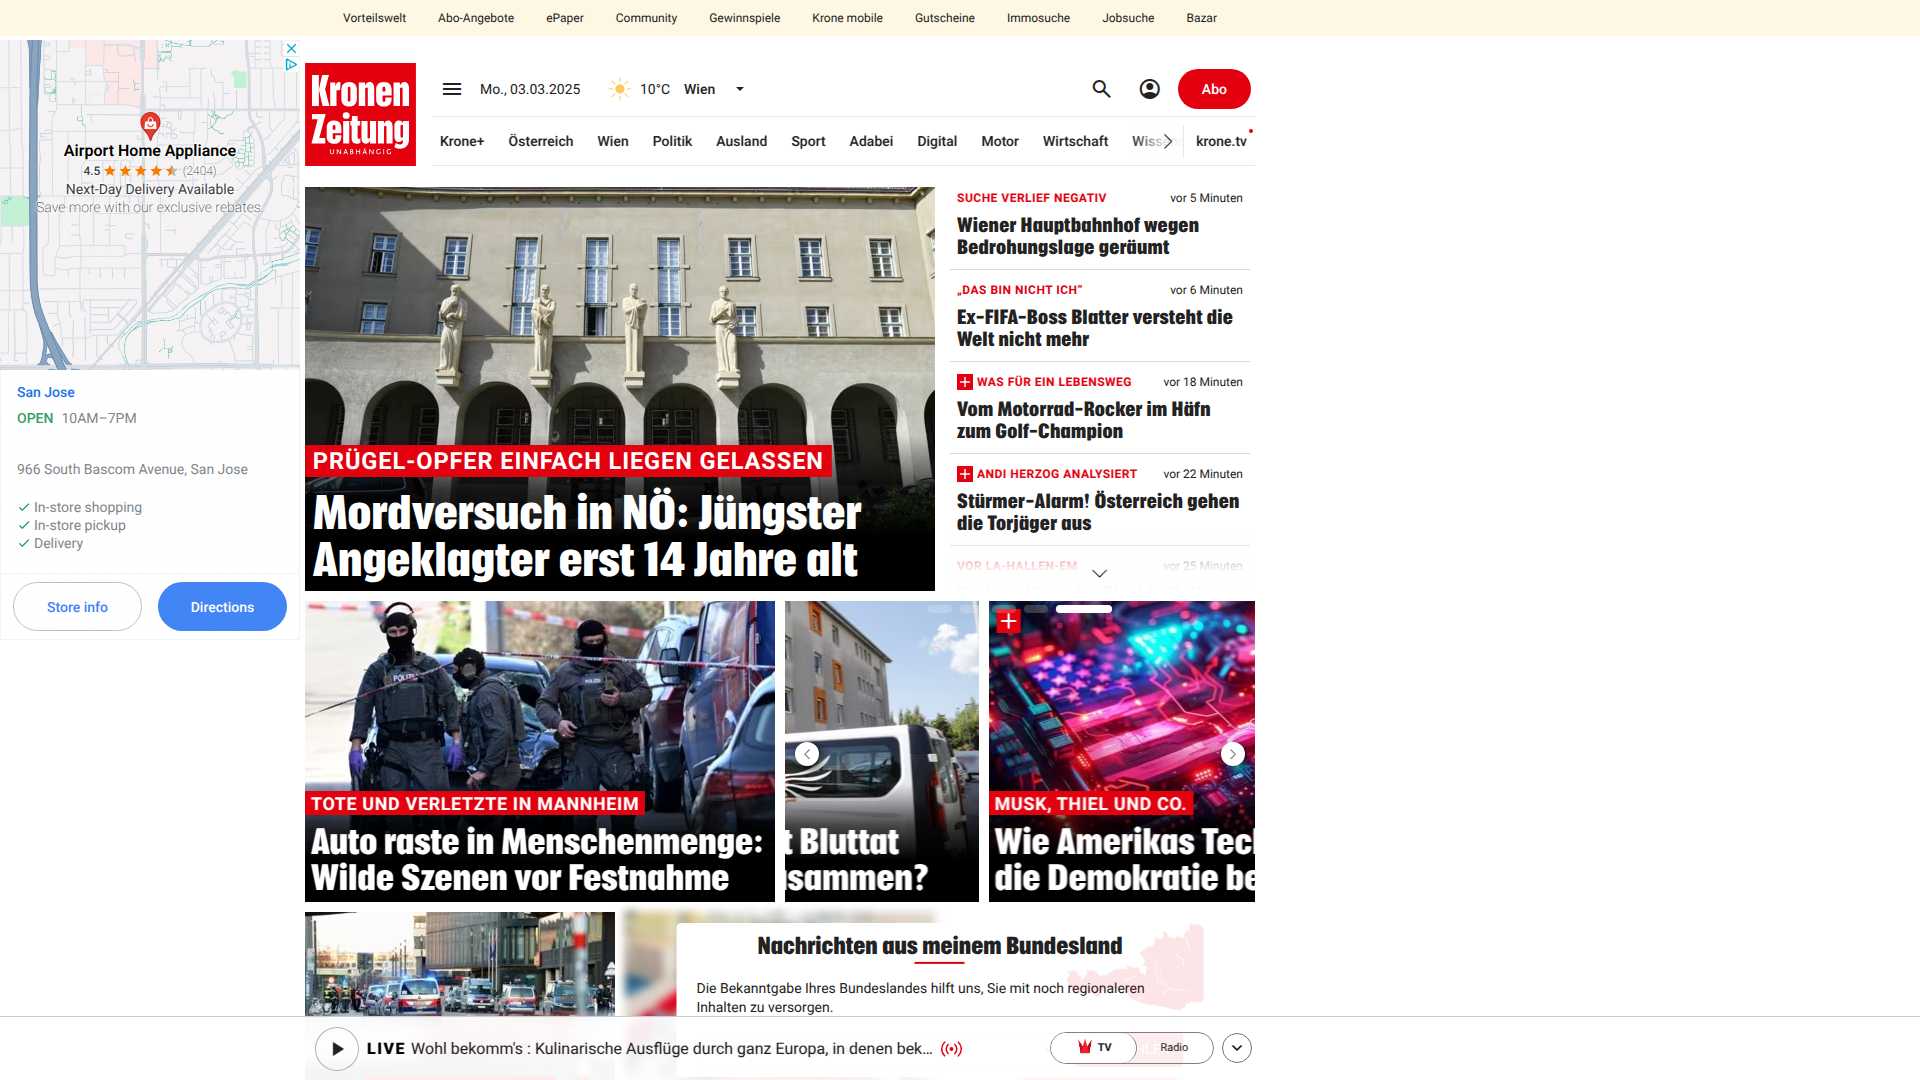 Vorteilswelt Abo-Angebote ePaper Community Gewinnspiele Krone mobile Gutscheine Immosuche Jobsuche Bazar
Airport Home Appliance
4.5 (2404)
Next-Day Delivery Available
Save more with our exclusive rebates.
San Jose
OPEN 10AM–7PM
966 South Bascom Avenue, San Jose
In-store shopping
In-store pickup
Delivery
Store info Directions
Kronen
Zeitung
UNABHÄNGIG
Mo., 03.03.2025 10°C Wien Abo
Krone+ Österreich Wien Politik Ausland Sport Adabei Digital Motor Wirtschaft krone.tv
PRÜGEL-OPFER EINFACH LIEGEN GELASSEN
Mordversuch in NÖ: Jüngster
Angeklagter erst 14 Jahre alt
SUCHE VERLIEF NEGATIV vor 5 Minuten
Wiener Hauptbahnhof wegen
Bedrohungslage geräumt
„DAS BIN NICHT ICH“ vor 6 Minuten
Ex-FIFA-Boss Blatter versteht die
Welt nicht mehr
WAS FÜR EIN LEBENSWEG vor 18 Minuten
Vom Motorrad-Rocker im Häfn
zum Golf-Champion
ANDI HERZOG ANALYSIERT vor 22 Minuten
Stürmer-Alarm! Österreich gehen
die Torjäger aus
VOR LA-HALLEN-EM vor 25 Minuten
POLIZEI
POLIZEI
TOTE UND VERLETZTE IN MANNHEIM
Auto raste in Menschenmenge:
Wilde Szenen vor Festnahme
t Bluttat
sammen?
MUSK, THIEL UND CO.
Wie Amerikas Tec
die Demokratie be
Nachrichten aus meinem Bundesland
Die Bekanntgabe Ihres Bundeslandes hilft uns, Sie mit noch regionaleren
Inhalten zu versorgen.
LIVE Wohl bekomm's : Kulinarische Ausflüge durch ganz Europa, in denen bek...
TV Radio